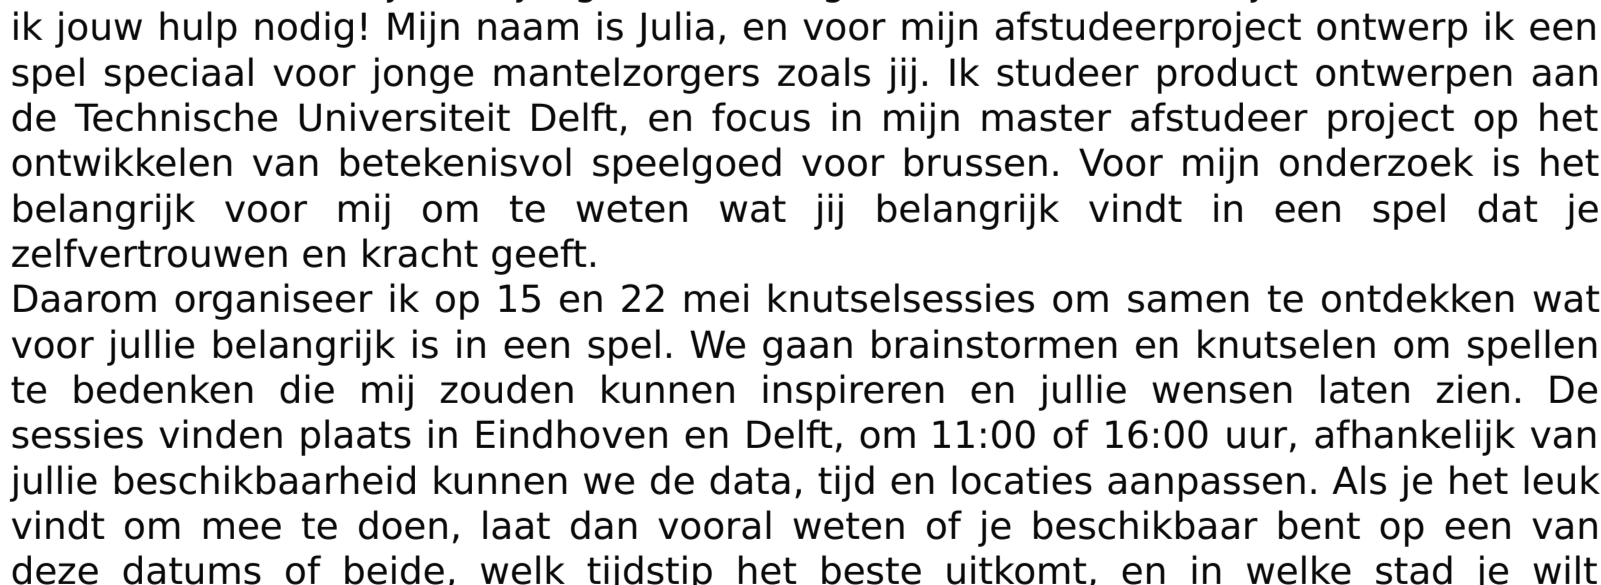 ik jouw hulp nodig! Mijn naam is Julia, en voor mijn afstudeerproject ontwerp ik een
spel speciaal voor jonge mantelzorgers zoals jij. Ik studeer product ontwerpen aan
de Technische Universiteit Delft, en focus in mijn master afstudeer project op het
ontwikkelen van betekenisvol speelgoed voor brussen. Voor mijn onderzoek is het
belangrijk voor mij om te weten wat jij belangrijk vindt in een spel dat je
zelfvertrouwen en kracht geeft.
Daarom organiseer ik op 15 en 22 mei knutselsessies om samen te ontdekken wat
voor jullie belangrijk is in een spel. We gaan brainstormen en knutselen om spellen
te bedenken die mij zouden kunnen inspireren en jullie wensen laten zien. De
sessies vinden plaats in Eindhoven en Delft, om 11:00 of 16:00 uur, afhankelijk van
jullie beschikbaarheid kunnen we de data, tijd en locaties aanpassen. Als je het leuk
vindt om mee te doen, laat dan vooral weten of je beschikbaar bent op een van
deze datums of beide, welk tijdstip het beste uitkomt, en in welke stad je wilt